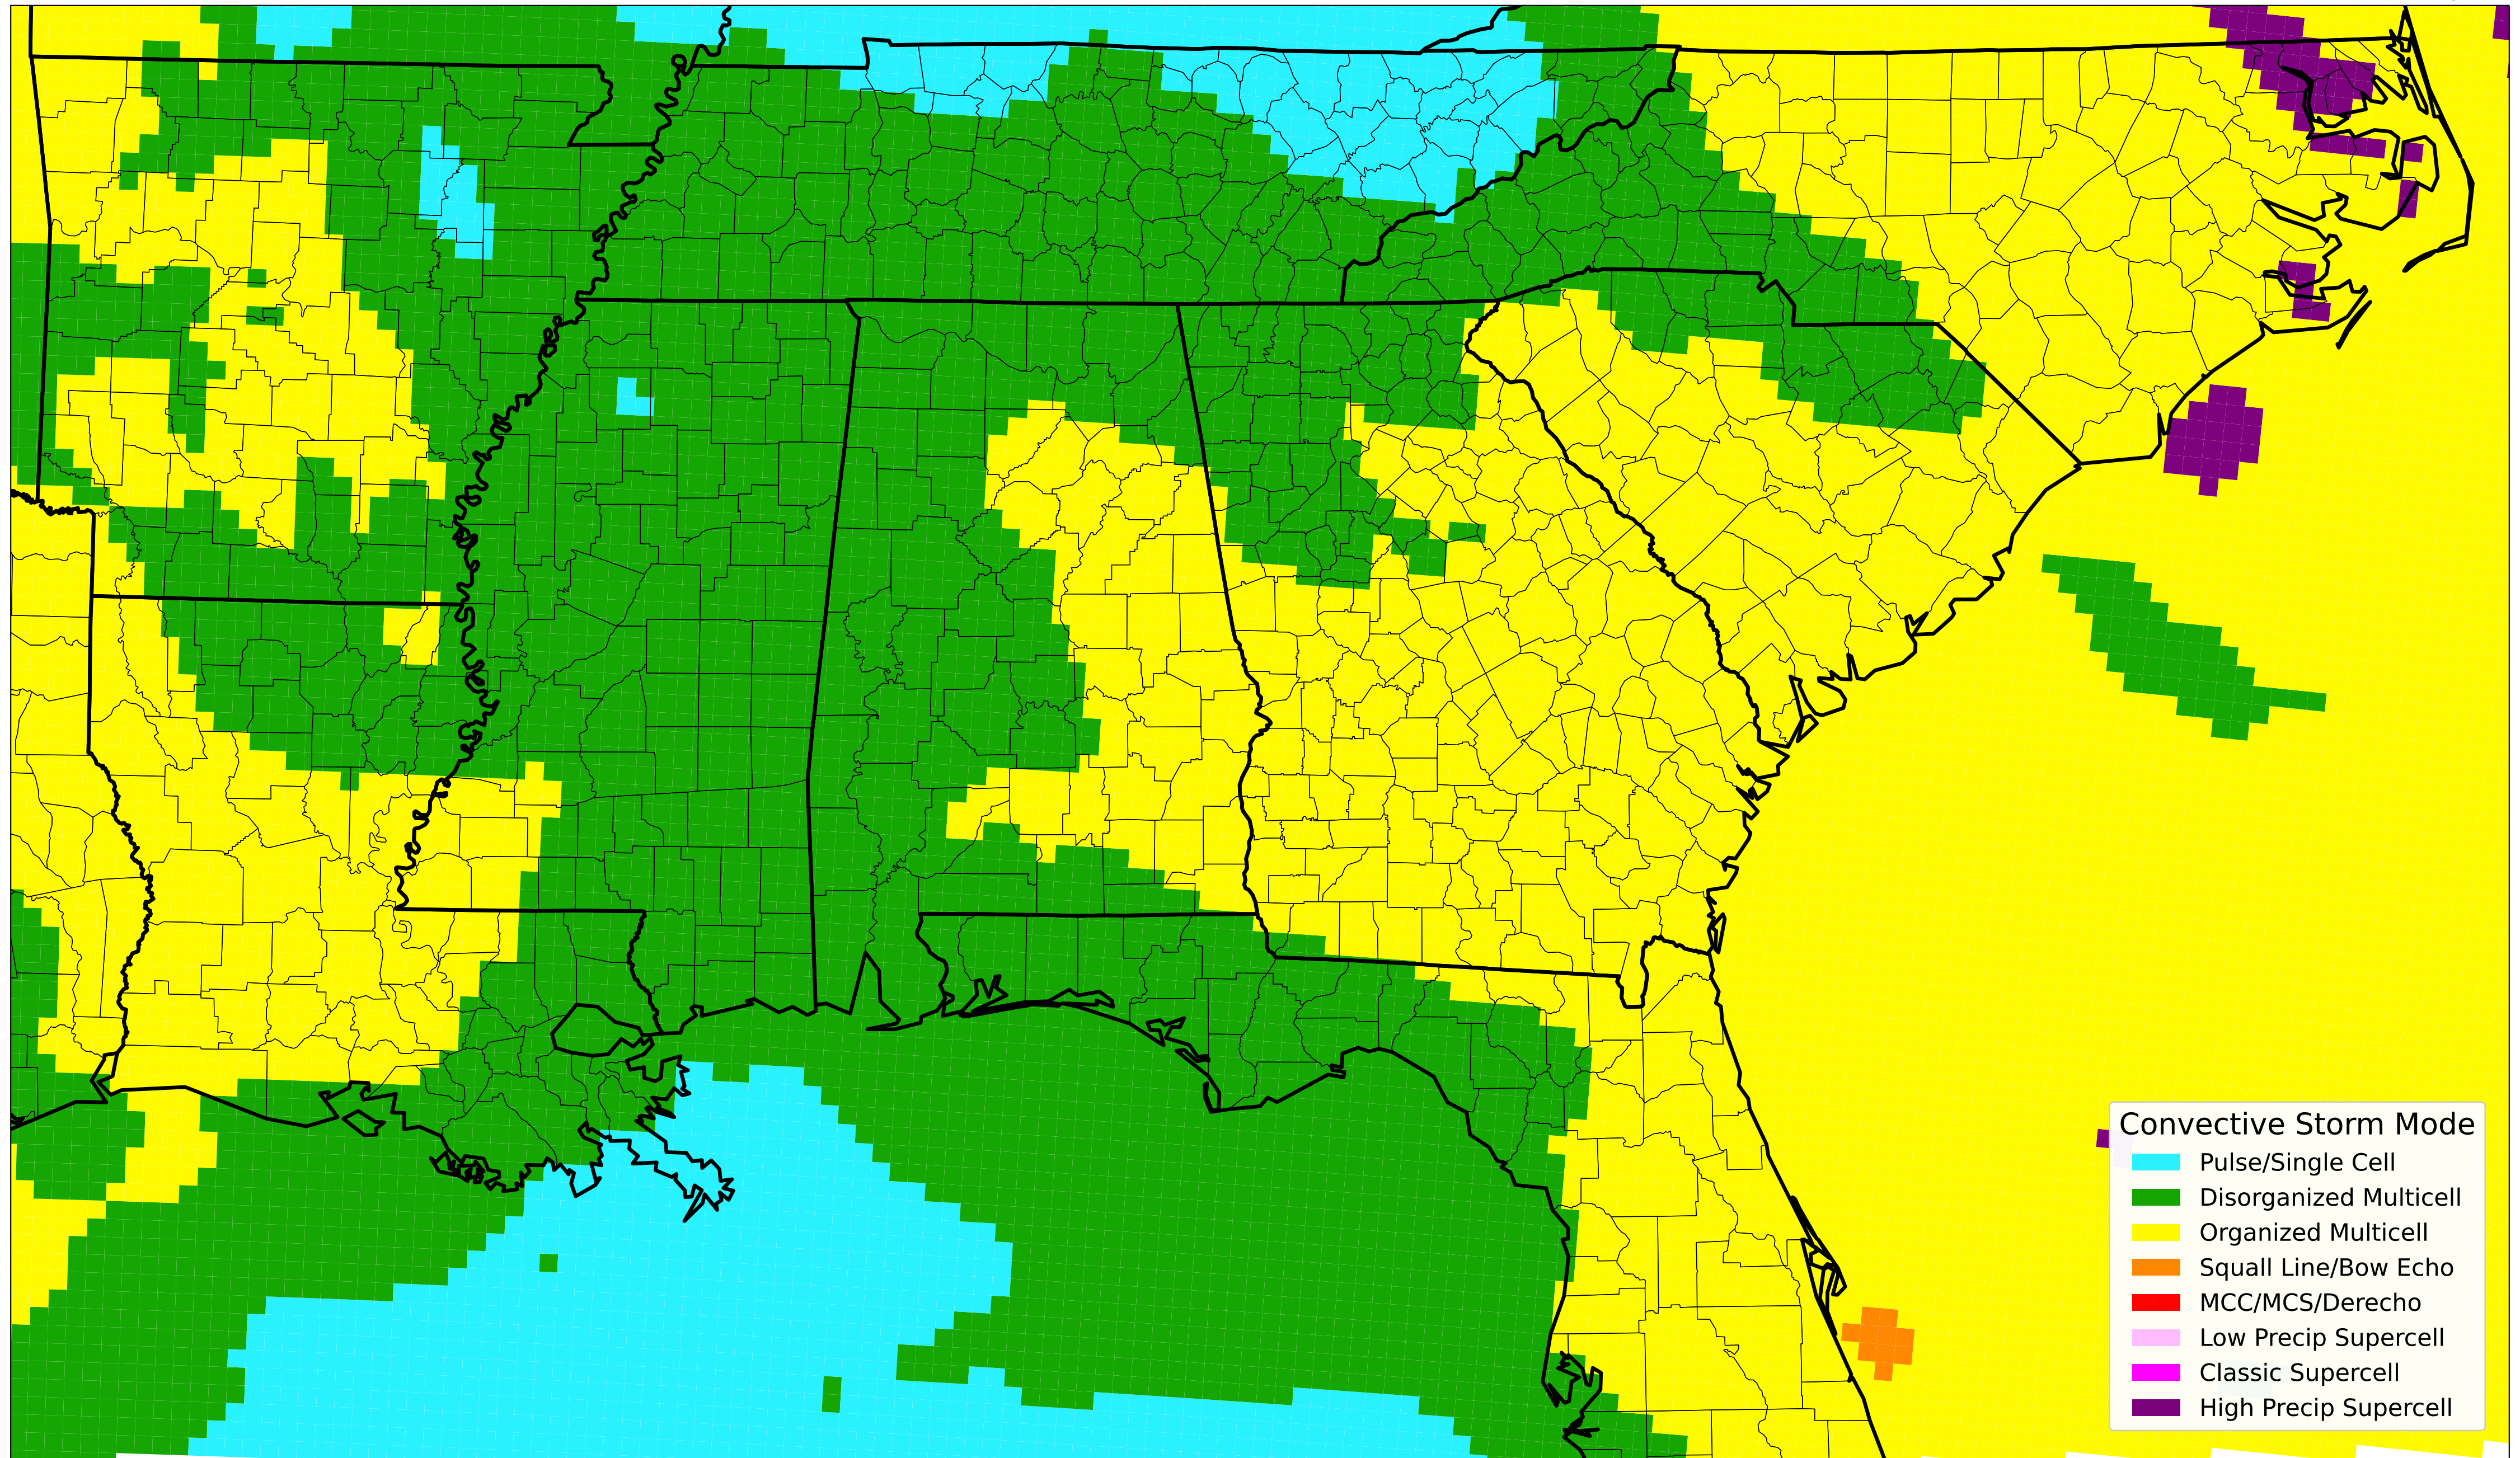 Convective Storm Mode
Pulse/Single Cell
Disorganized Multicell
Organized Multicell
Squall Line/Bow Echo
MCC/MCS/Derecho
Low Precip Supercell
Classic Supercell
High Precip Supercell